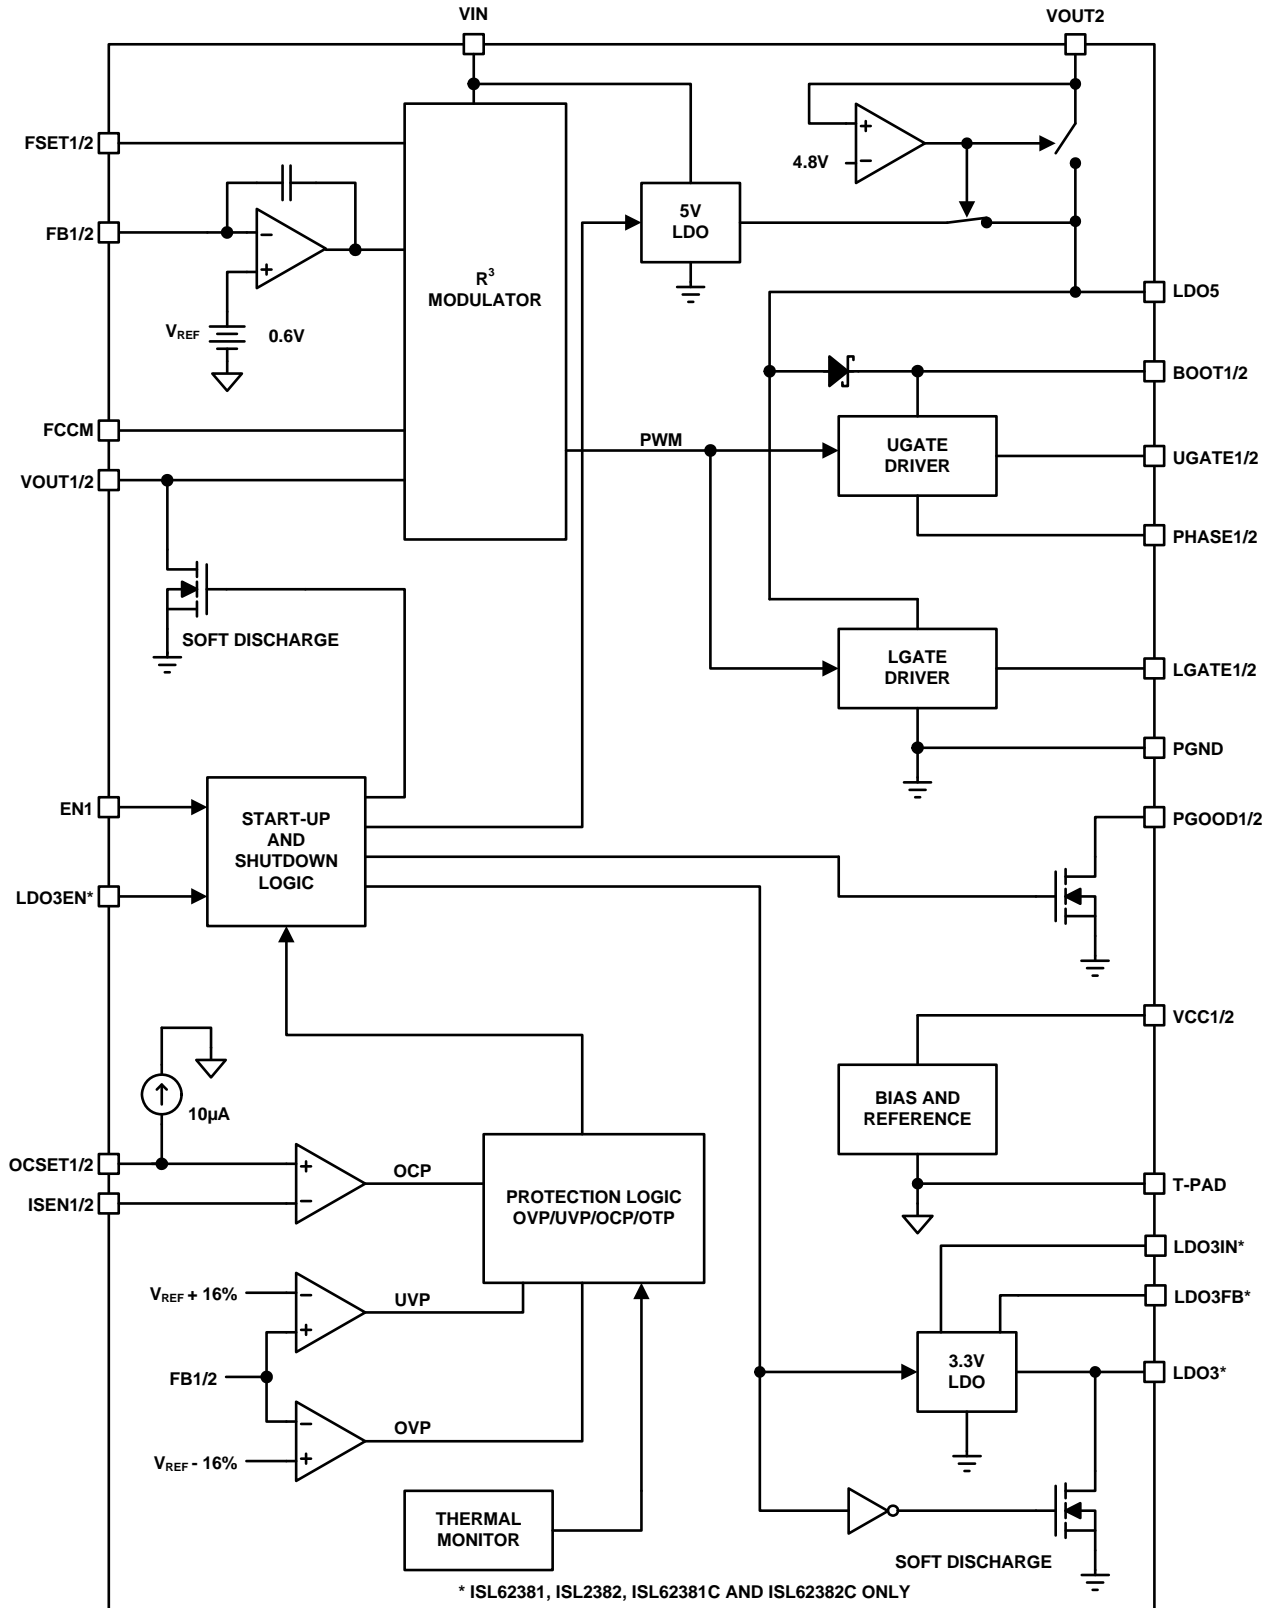 VIN
VOUT2
FSET1/2
4.8V
+
−
5V
LDO
FB1/2
−
+
R³
MODULATOR
LDO5
VREF
0.6V
BOOT1/2
FCCM
PWM
UGATE
DRIVER
UGATE1/2
VOUT1/2
PHASE1/2
SOFT DISCHARGE
LGATE
DRIVER
LGATE1/2
PGND
EN1
START-UP
AND
SHUTDOWN
LOGIC
PGOOD1/2
LDO3EN*
VCC1/2
10µA
BIAS AND
REFERENCE
OCSET1/2
+
−
OCP
ISEN1/2
PROTECTION LOGIC
OVP/UVP/OCP/OTP
T-PAD
LDO3IN*
VREF + 16%
−
+
UVP
LDO3FB*
FB1/2
3.3V
LDO
LDO3*
−
+
OVP
VREF - 16%
THERMAL
MONITOR
SOFT DISCHARGE
* ISL62381, ISL2382, ISL62381C AND ISL62382C ONLY